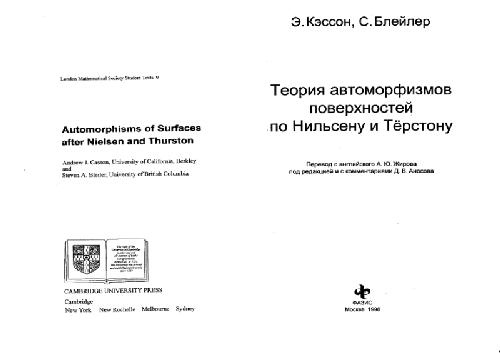 London Mathematical Society Student Texts 9
Automorphisms of Surfaces
after Nielsen and Thurston
Andrew J. Casson, University of California, Berkley
and
Steven A. Bleiler, University of British Columbia
CAMBRIDGE UNIVERSITY PRESS
Cambridge
New York New Rochelle Melbourne Sydney
Э. Кэссон, С. Блейлер
Теория автоморфизмов
поверхностей
по Нильсену и Тёрстону
Перевод с английского А. Ю. Жирова
под редакцией и с комментариями Д. В. Аносова
ФАЗИС
Москва 1998